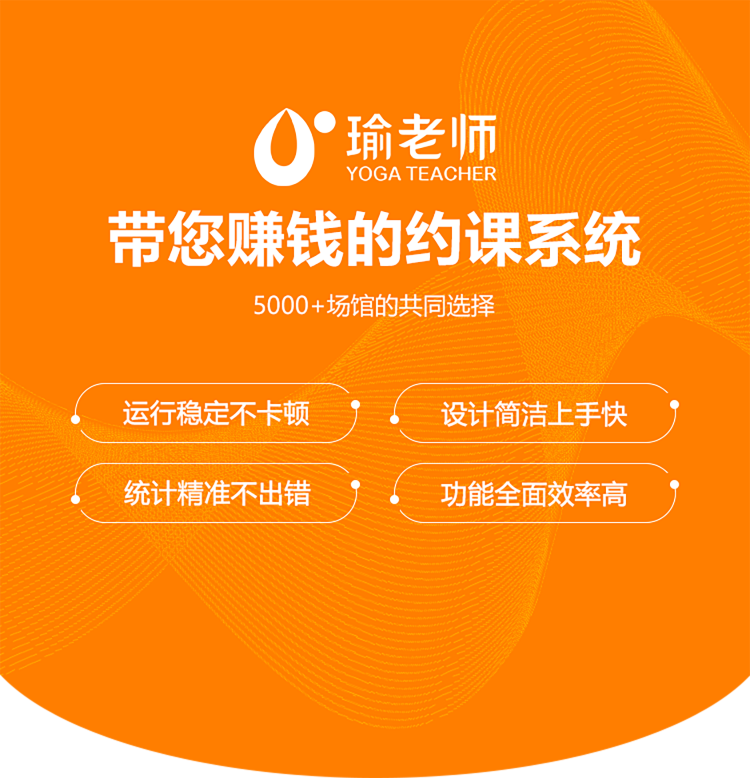 瑜老师
YOGA TEACHER
带您赚钱的约课系统
5000+场馆的共同选择
运行稳定不卡顿
设计简洁上手快
统计精准不出错
功能全面效率高